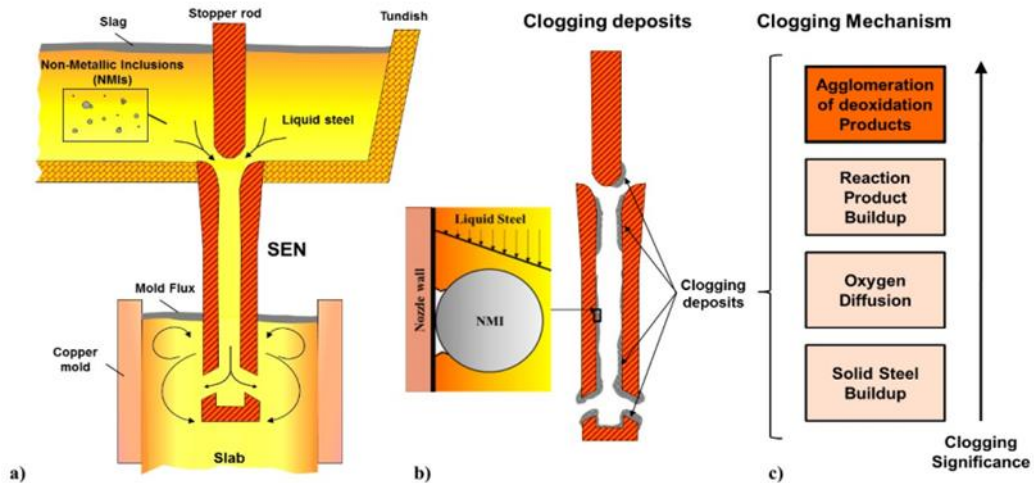 Stopper rod
Slag
Tundish
Non-Metallic Inclusions
(NMIs)
Liquid steel
SEN
Mold Flux
Copper
mold
Slab
a)
Clogging deposits
Liquid Steel
Nozzle wall
NMI
Clogging
deposits
b)
Clogging Mechanism
Agglomeration
of deoxidation
Products
Reaction
Product
Buildup
Oxygen
Diffusion
Solid Steel
Buildup
Clogging
Significance
c)